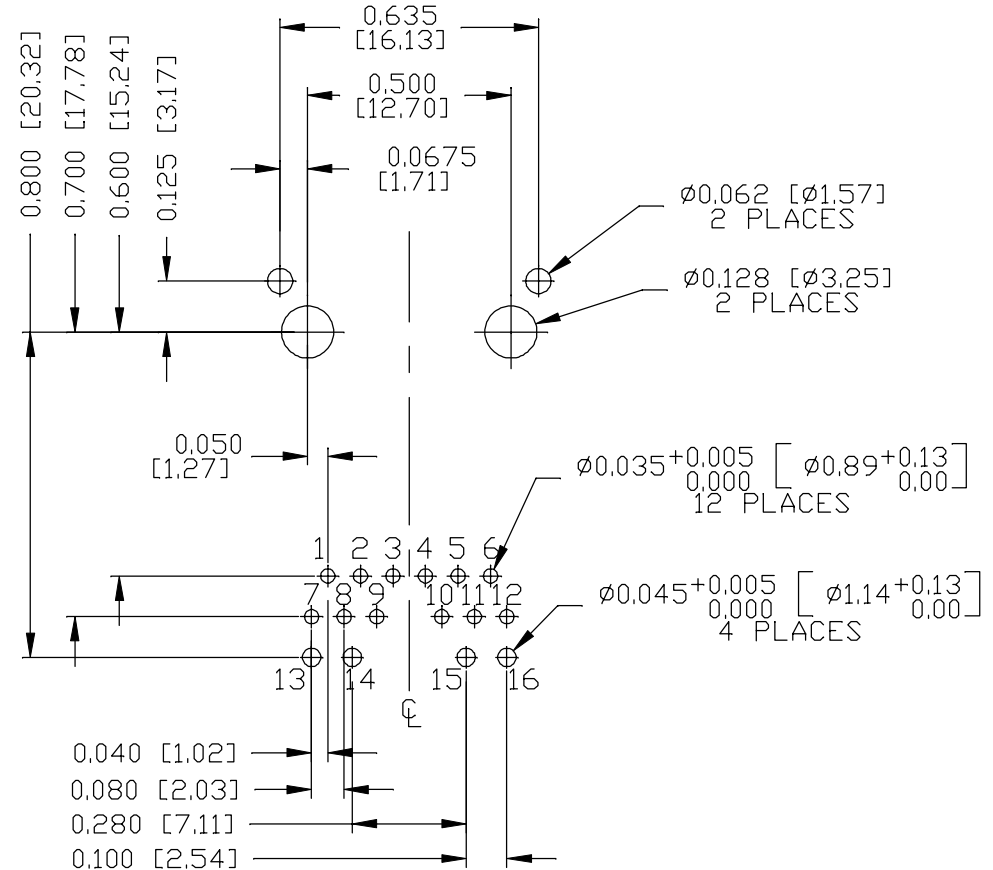 0.635
[16.13]
0.500
[12.70]
0.0675
[1.71]
0.800 [20.32]
0.700 [17.78]
0.600 [15.24]
0.125 [3.17]
Ø0.062 [Ø1.57]
2 PLACES
Ø0.128 [Ø3.25]
2 PLACES
0.050
[1.27]
Ø0.035 +0.005 0.000 [ Ø0.89 +0.13 0.00 ]
12 PLACES
1 2 3 4 5 6
7 8 9 10 11 12
Ø0.045 +0.005 0.000 [ Ø1.14 +0.13 0.00 ]
4 PLACES
13 14 15 16
℄
0.040 [1.02]
0.080 [2.03]
0.280 [7.11]
0.100 [2.54]